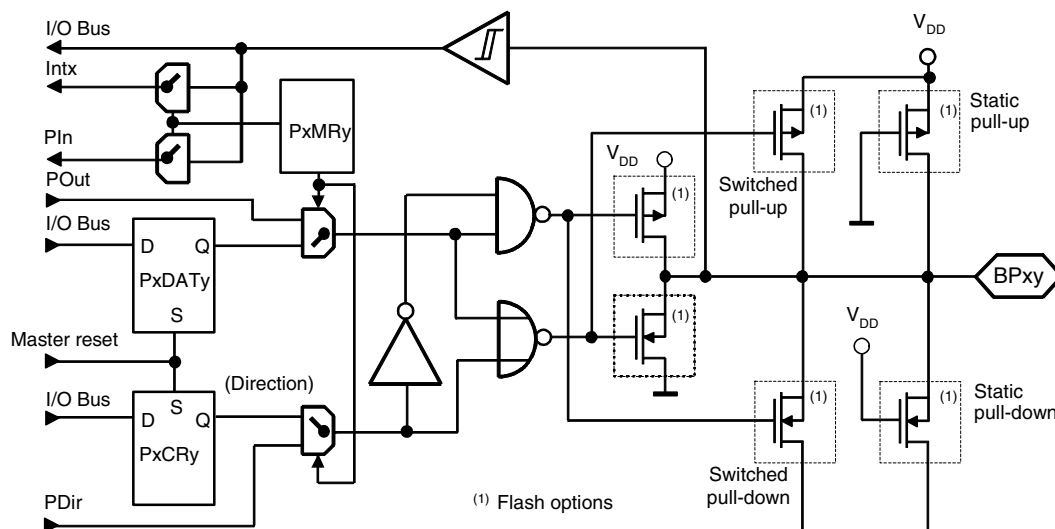 I/O Bus
Intx
PIn
POut
I/O Bus
D Q
PxDATy
S
Master reset
I/O Bus
(Direction)
S
D Q
PxCRy
PDir
PxMRy
V_DD
(1)
(1)
V_DD
(1)
Switched
pull-up
(1)
Static
pull-up
BPxy
V_DD
(1)
Switched
pull-down
(1)
Static
pull-down
(1) Flash options